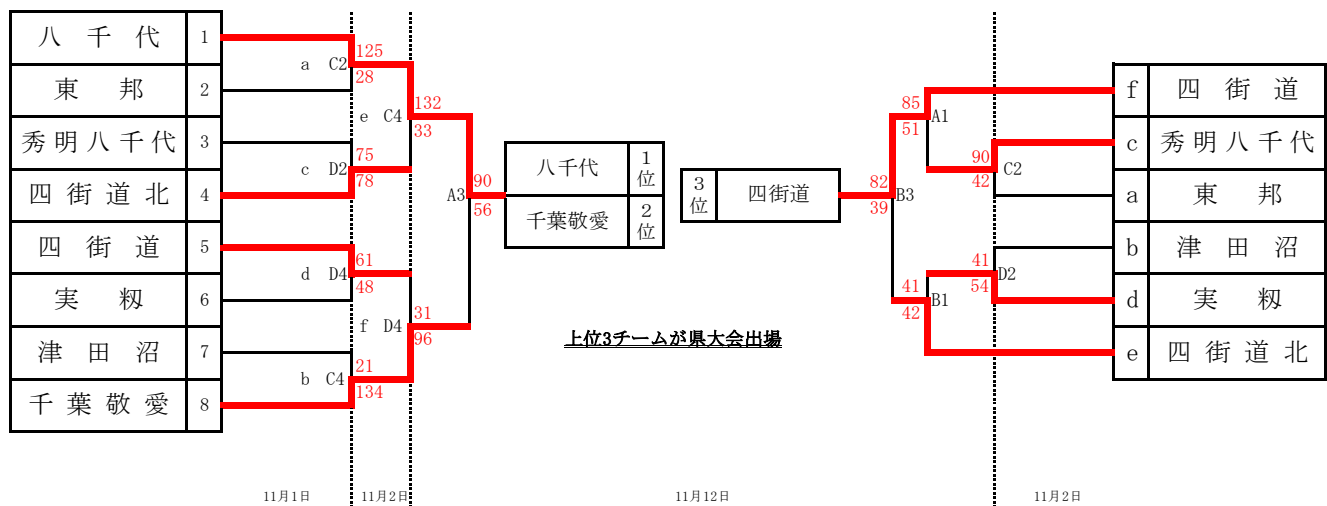 八千代 1
東邦 2
秀明八千代 3
四街道北 4
四街道 5
実籾 6
津田沼 7
千葉敬愛 8
a C2
125
28
c D2
75
78
d D4
61
48
b C4
21
134
e C4
132
33
f D4
31
96
A3
90
56
八千代 1位
千葉敬愛 2位
3位 四街道
上位3チームが県大会出場
82
39
B3
85
51
A1
41
42
B1
90
42
C2
41
54
D2
f 四街道
c 秀明八千代
a 東邦
b 津田沼
d 実籾
e 四街道北
11月1日
11月2日
11月12日
11月2日